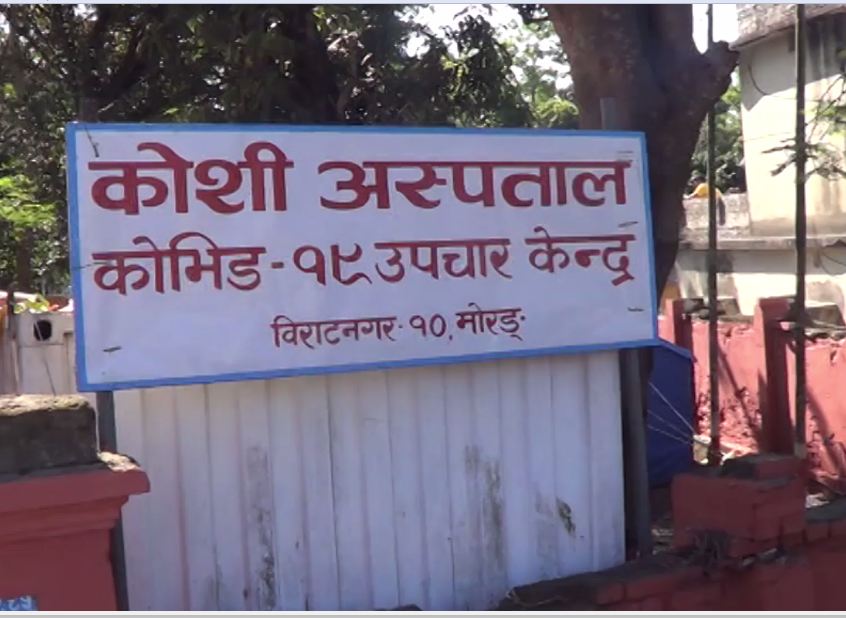 कोशी अस्पताल
कोभिड-१९ उपचार केन्द्र
विराटनगर-१०, मोरङ्ग